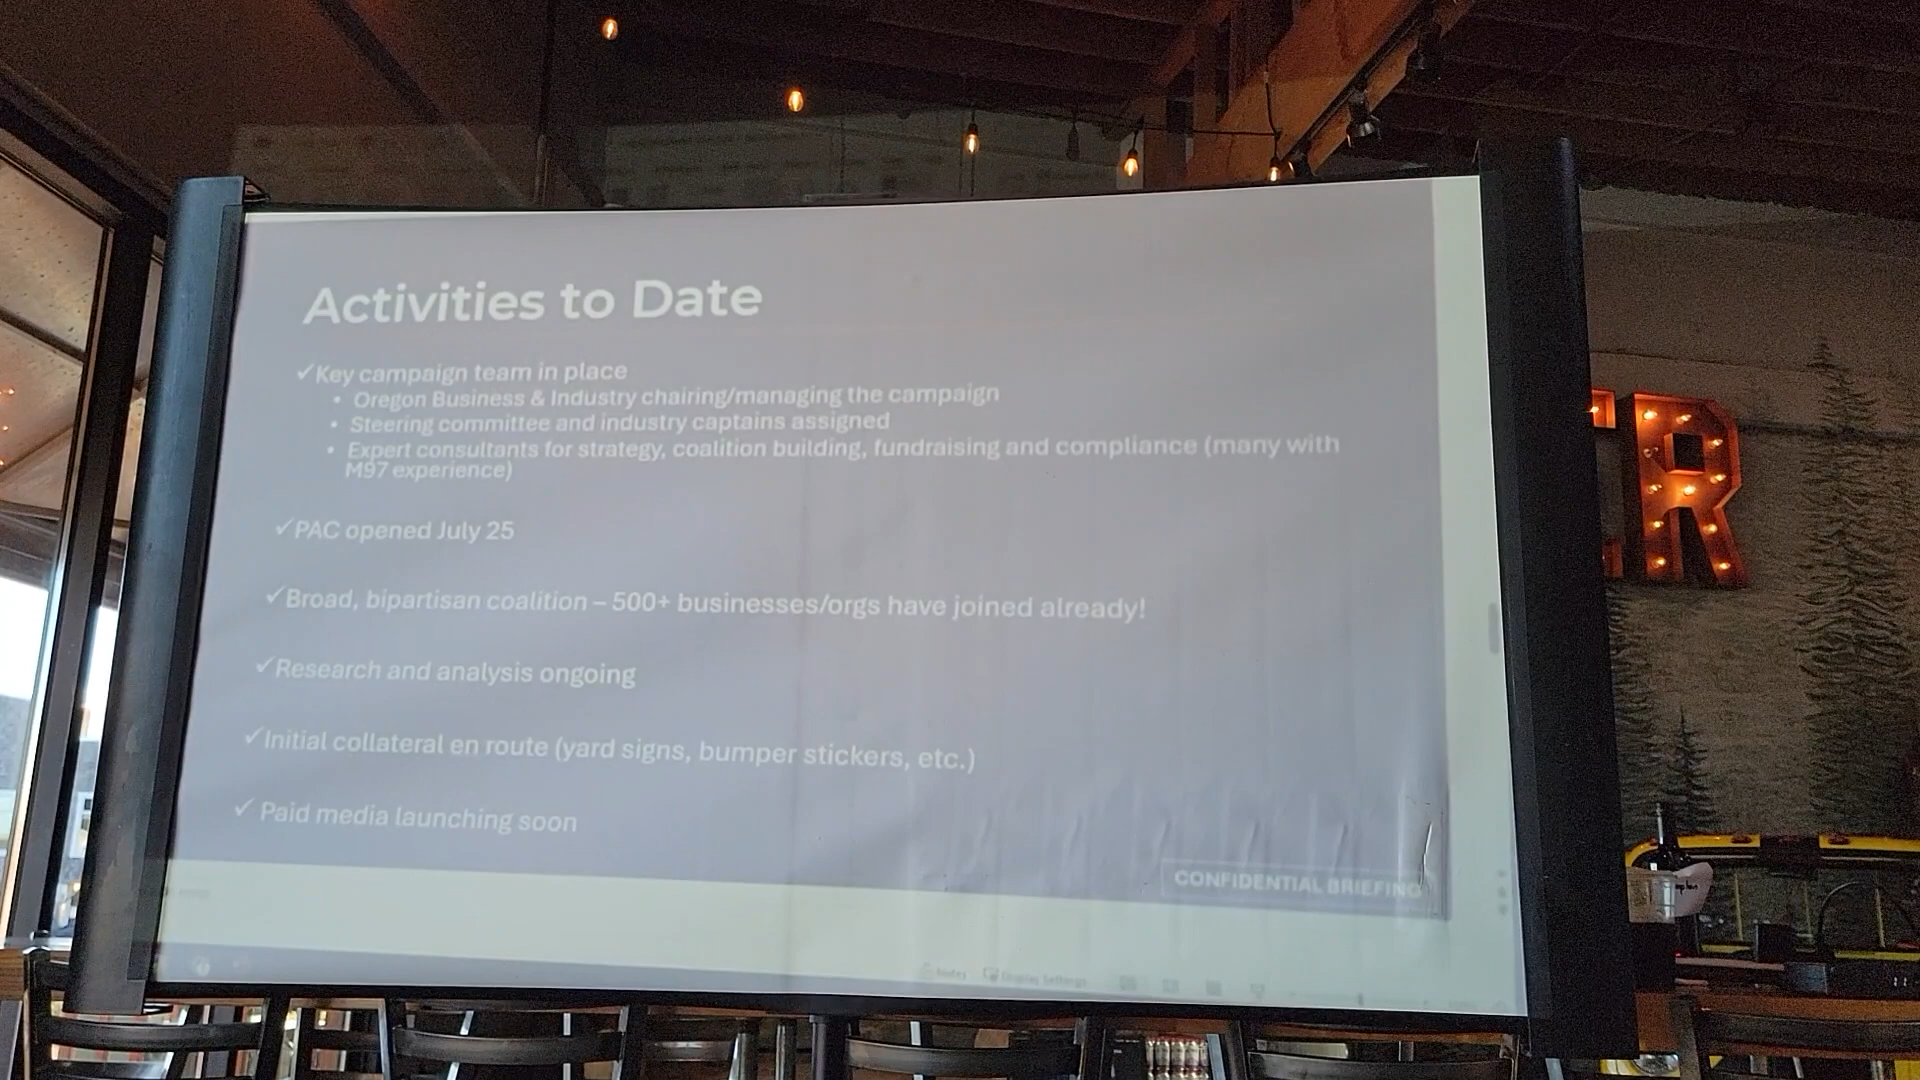 Activities to Date
✓Key campaign team in place
• Oregon Business & Industry chairing/managing the campaign
• Steering committee and industry captains assigned
• Expert consultants for strategy, coalition building, fundraising and compliance (many with
M97 experience)
✓PAC opened July 25
✓Broad, bipartisan coalition – 500+ businesses/orgs have joined already!
✓Research and analysis ongoing
✓Initial collateral en route (yard signs, bumper stickers, etc.)
✓ Paid media launching soon
CONFIDENTIAL BRIEFING
Notes Display Settings
R